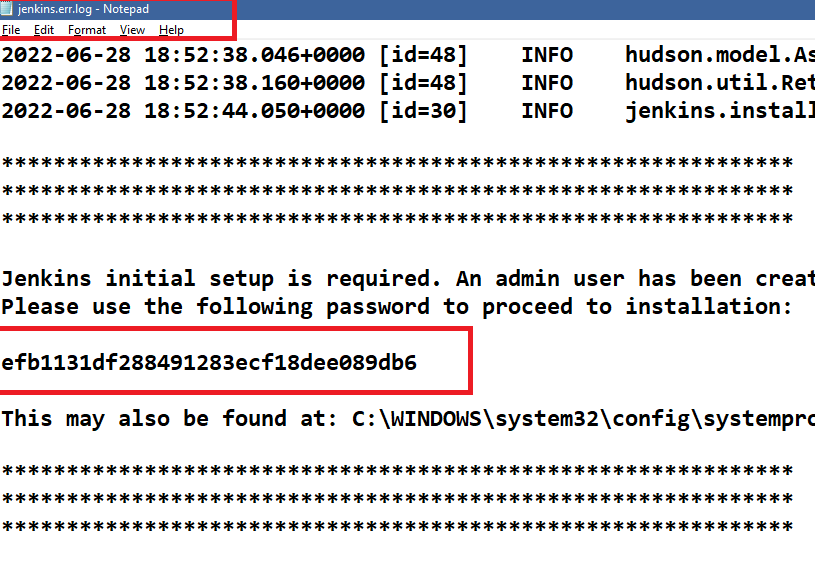 jenkins.err.log - Notepad
File Edit Format View Help
2022-06-28 18:52:38.046+0000 [id=48] INFO hudson.model.As
2022-06-28 18:52:38.160+0000 [id=48] INFO hudson.util.Ret
2022-06-28 18:52:44.050+0000 [id=30] INFO jenkins.install
*************************************************************
*************************************************************
*************************************************************
Jenkins initial setup is required. An admin user has been creat
Please use the following password to proceed to installation:
efb1131df288491283ecf18dee089db6
This may also be found at: C:\WINDOWS\system32\config\systempro
*************************************************************
*************************************************************
*************************************************************